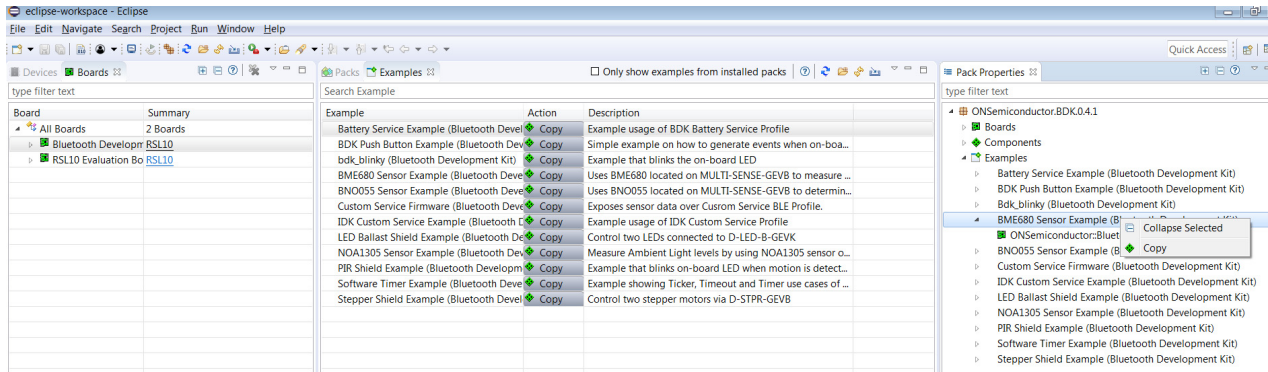 eclipse-workspace - Eclipse
File Edit Navigate Search Project Run Window Help
Quick Access
Devices Boards
type filter text
Board Summary
All Boards 2 Boards
Bluetooth Developm RSL10
RSL10 Evaluation Bo RSL10
Packs Examples Only show examples from installed packs
Search Example
Example Action Description
Battery Service Example (Bluetooth Devel Copy Example usage of BDK Battery Service Profile
BDK Push Button Example (Bluetooth Dev Copy Simple example on how to generate events when on-boa...
bdk_blinky (Bluetooth Development Kit) Copy Example that blinks the on-board LED
BME680 Sensor Example (Bluetooth Deve Copy Uses BME680 located on MULTI-SENSE-GEVB to measure ...
BNO055 Sensor Example (Bluetooth Deve Copy Uses BNO055 located on MULTI-SENSE-GEVB to determin...
Custom Service Firmware (Bluetooth Deve Copy Exposes sensor data over Cusrom Service BLE Profile.
IDK Custom Service Example (Bluetooth D Copy Example usage of IDK Custom Service Profile
LED Ballast Shield Example (Bluetooth De Copy Control two LEDs connected to D-LED-B-GEVK
NOA1305 Sensor Example (Bluetooth Dev Copy Measure Ambient Light levels by using NOA1305 sensor o...
PIR Shield Example (Bluetooth Developm Copy Example that blinks on-board LED when motion is detect...
Software Timer Example (Bluetooth Deve Copy Example showing Ticker, Timeout and Timer use cases of ...
Stepper Shield Example (Bluetooth Devel Copy Control two stepper motors via D-STPR-GEVB
Pack Properties
type filter text
ONSemiconductor.BDK.0.4.1
Boards
Components
Examples
Battery Service Example (Bluetooth Development Kit)
BDK Push Button Example (Bluetooth Development Kit)
Bdk_blinky (Bluetooth Development Kit)
BME680 Sensor Example (Bluetooth Development Kit)
ONSemiconductor::Bluet
Collapse Selected
BNO055 Sensor Example (B
Copy
Custom Service Firmware (Bluetooth Development Kit)
IDK Custom Service Example (Bluetooth Development Kit)
LED Ballast Shield Example (Bluetooth Development Kit)
NOA1305 Sensor Example (Bluetooth Development Kit)
PIR Shield Example (Bluetooth Development Kit)
Software Timer Example (Bluetooth Development Kit)
Stepper Shield Example (Bluetooth Development Kit)